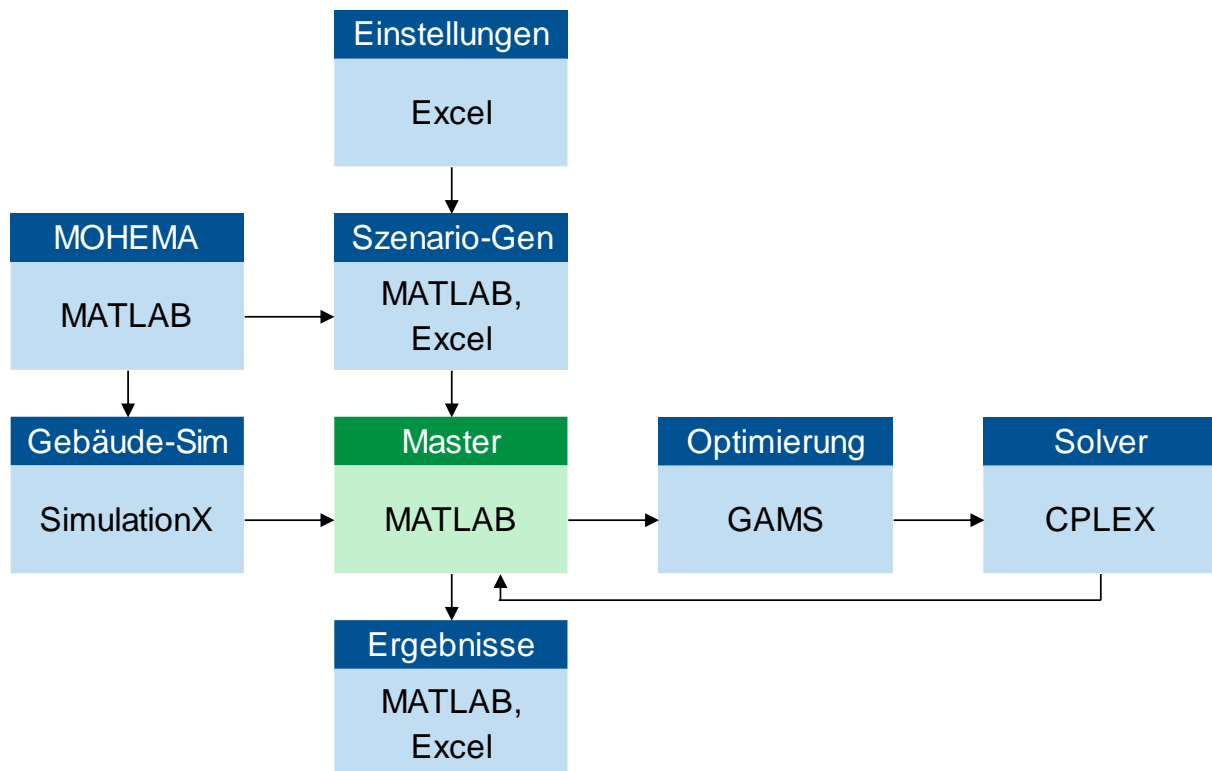 Einstellungen
Excel
MOHEMA
MATLAB
Szenario-Gen
MATLAB,
Excel
Gebäude-Sim
SimulationX
Master
MATLAB
Optimierung
GAMS
Solver
CPLEX
Ergebnisse
MATLAB,
Excel